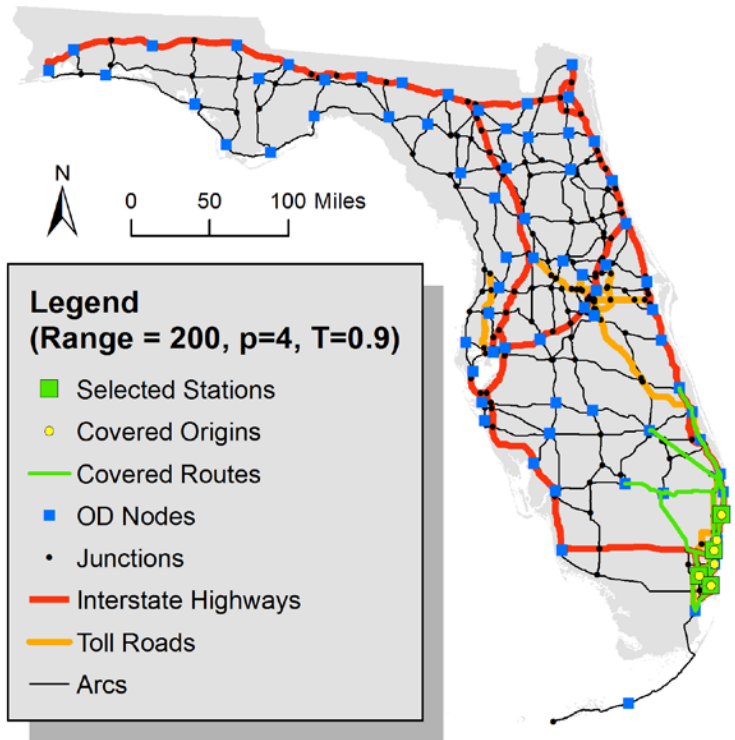 N
0 50 100 Miles
Legend
(Range = 200, p=4, T=0.9)
Selected Stations
Covered Origins
Covered Routes
OD Nodes
Junctions
Interstate Highways
Toll Roads
Arcs